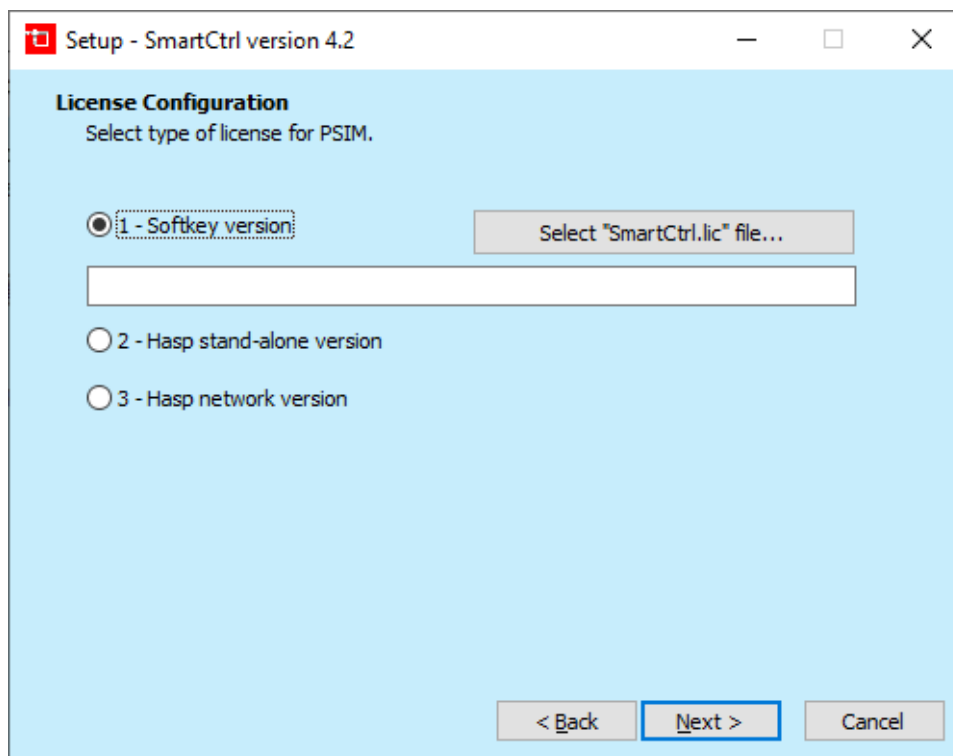 Setup - SmartCtrl version 4.2
License Configuration
Select type of license for PSIM.
1 - Softkey version
Select "SmartCtrl.lic" file...
2 - Hasp stand-alone version
3 - Hasp network version
< Back
Next >
Cancel